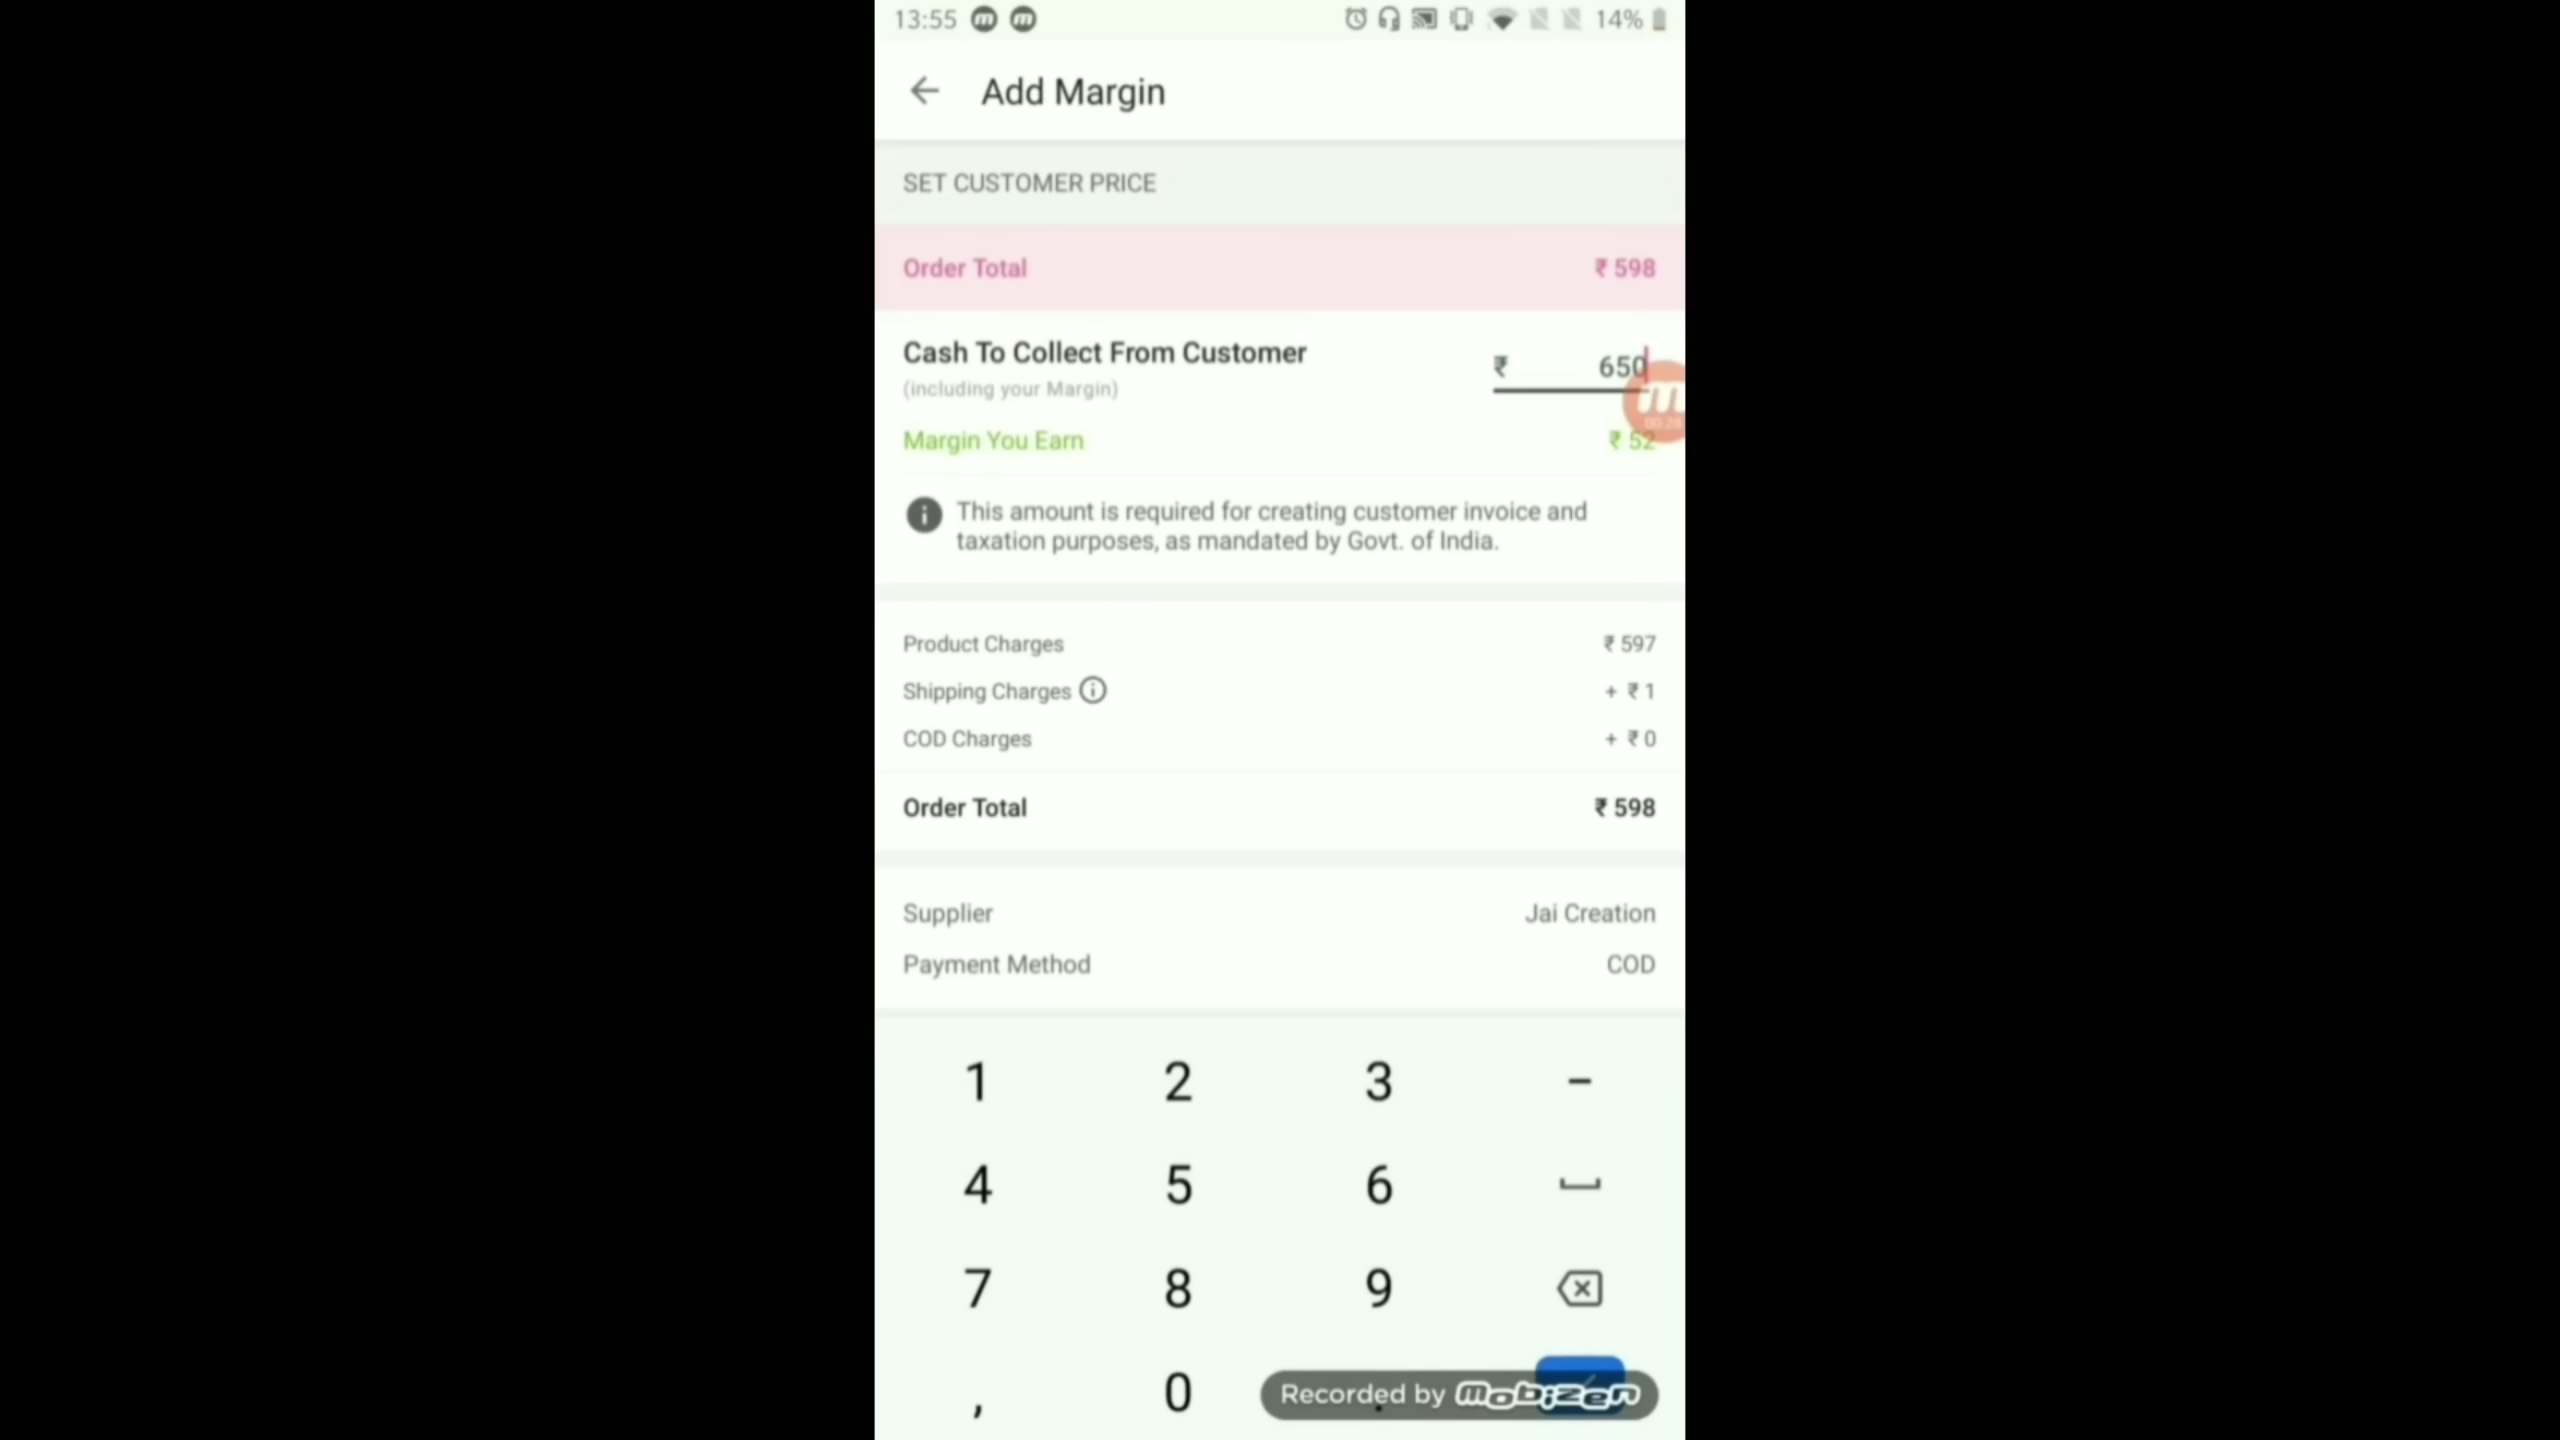 13:55 m m 14%
Add Margin
SET CUSTOMER PRICE
Order Total ₹ 598
Cash To Collect From Customer ₹ 650
(including your Margin)
Margin You Earn ₹ 52
This amount is required for creating customer invoice and
taxation purposes, as mandated by Govt. of India.
Product Charges ₹ 597
Shipping Charges + ₹ 1
COD Charges + ₹ 0
Order Total ₹ 598
Supplier Jai Creation
Payment Method COD
1 2 3 -
4 5 6
7 8 9
, 0 .
Recorded by mobizen